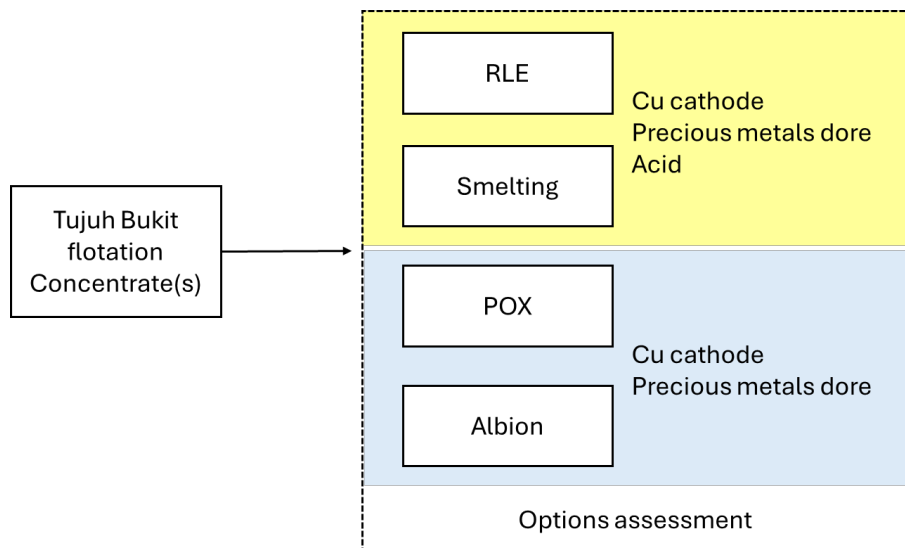 Tujuh Bukit
flotation
Concentrate(s)
RLE
Smelting
Cu cathode
Precious metals dore
Acid
POX
Albion
Cu cathode
Precious metals dore
Options assessment